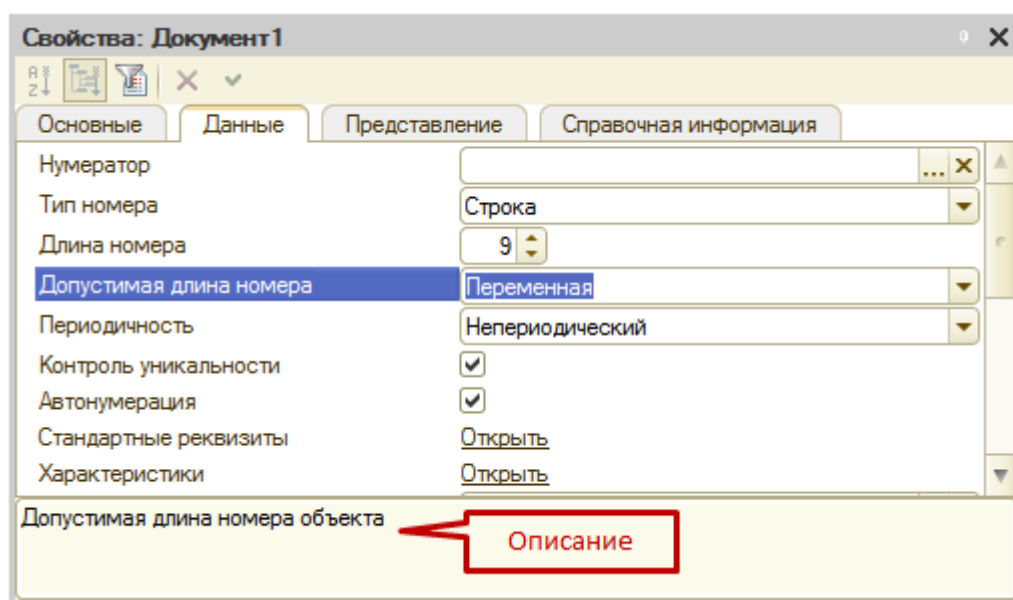 Свойства: Документ1
Основные Данные Представление Справочная информация
Нумератор ...
Тип номера Строка
Длина номера 9
Допустимая длина номера Переменная
Периодичность Непериодический
Контроль уникальности
Автонумерация
Стандартные реквизиты Открыть
Характеристики Открыть
Допустимая длина номера объекта
Описание